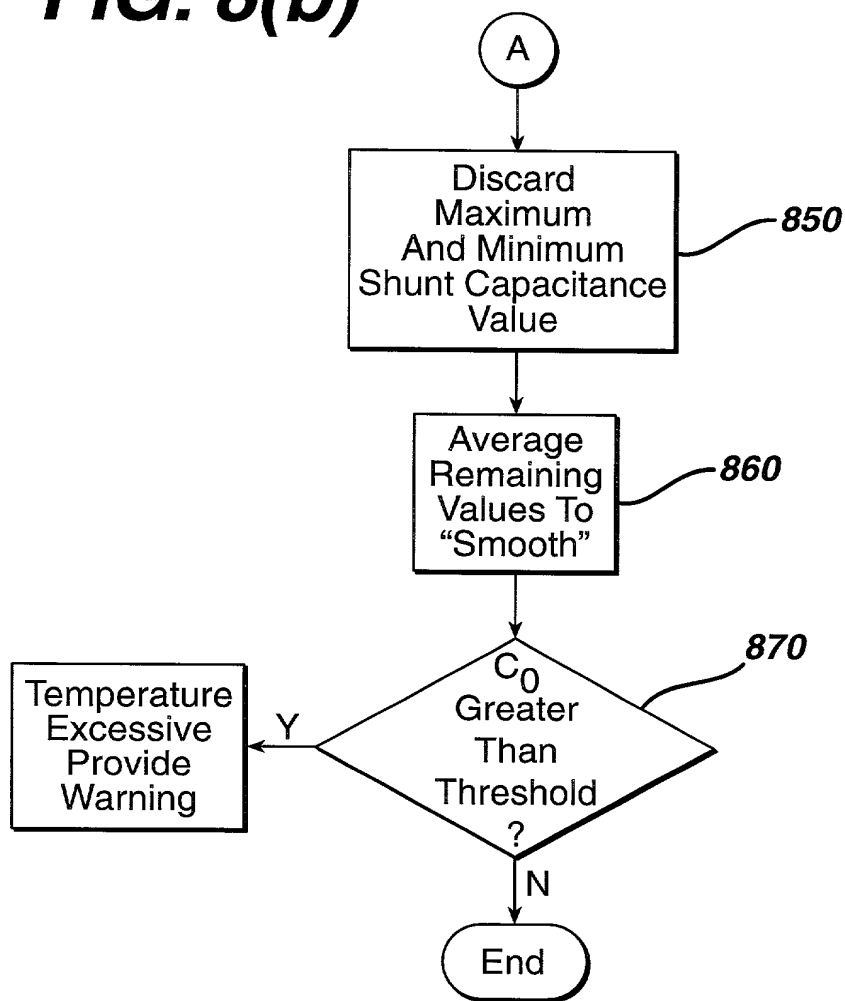 FIG. 8(b)
A
Discard
Maximum
And Minimum
Shunt Capacitance
Value
850
Average
Remaining
Values To
“Smooth”
860
C0
Greater
Than
Threshold
?
870
Y
Temperature
Excessive
Provide
Warning
N
End